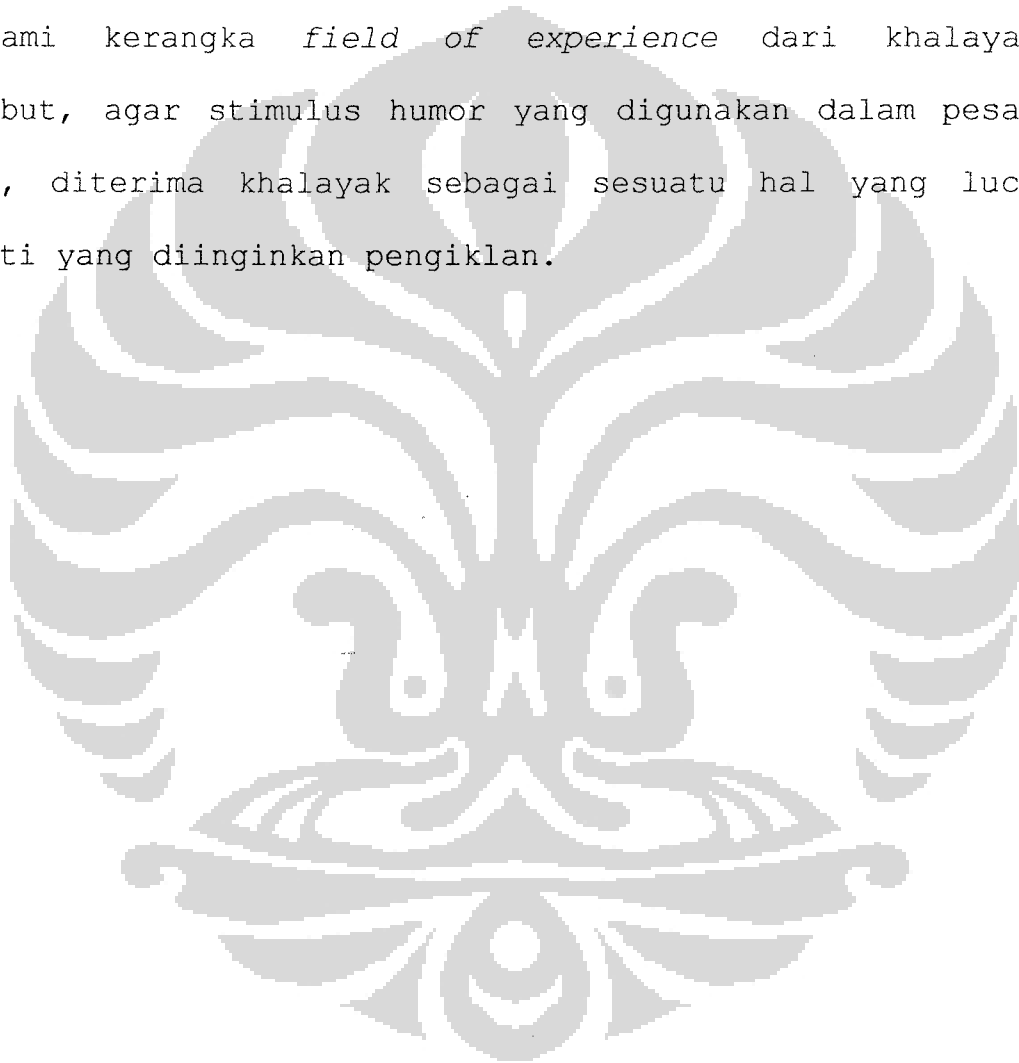 ami kerangka field of experience dari khalaya
but, agar stimulus humor yang digunakan dalam pesa
, diterima khalayak sebagai sesuatu hal yang luc
ti yang diinginkan pengiklan.